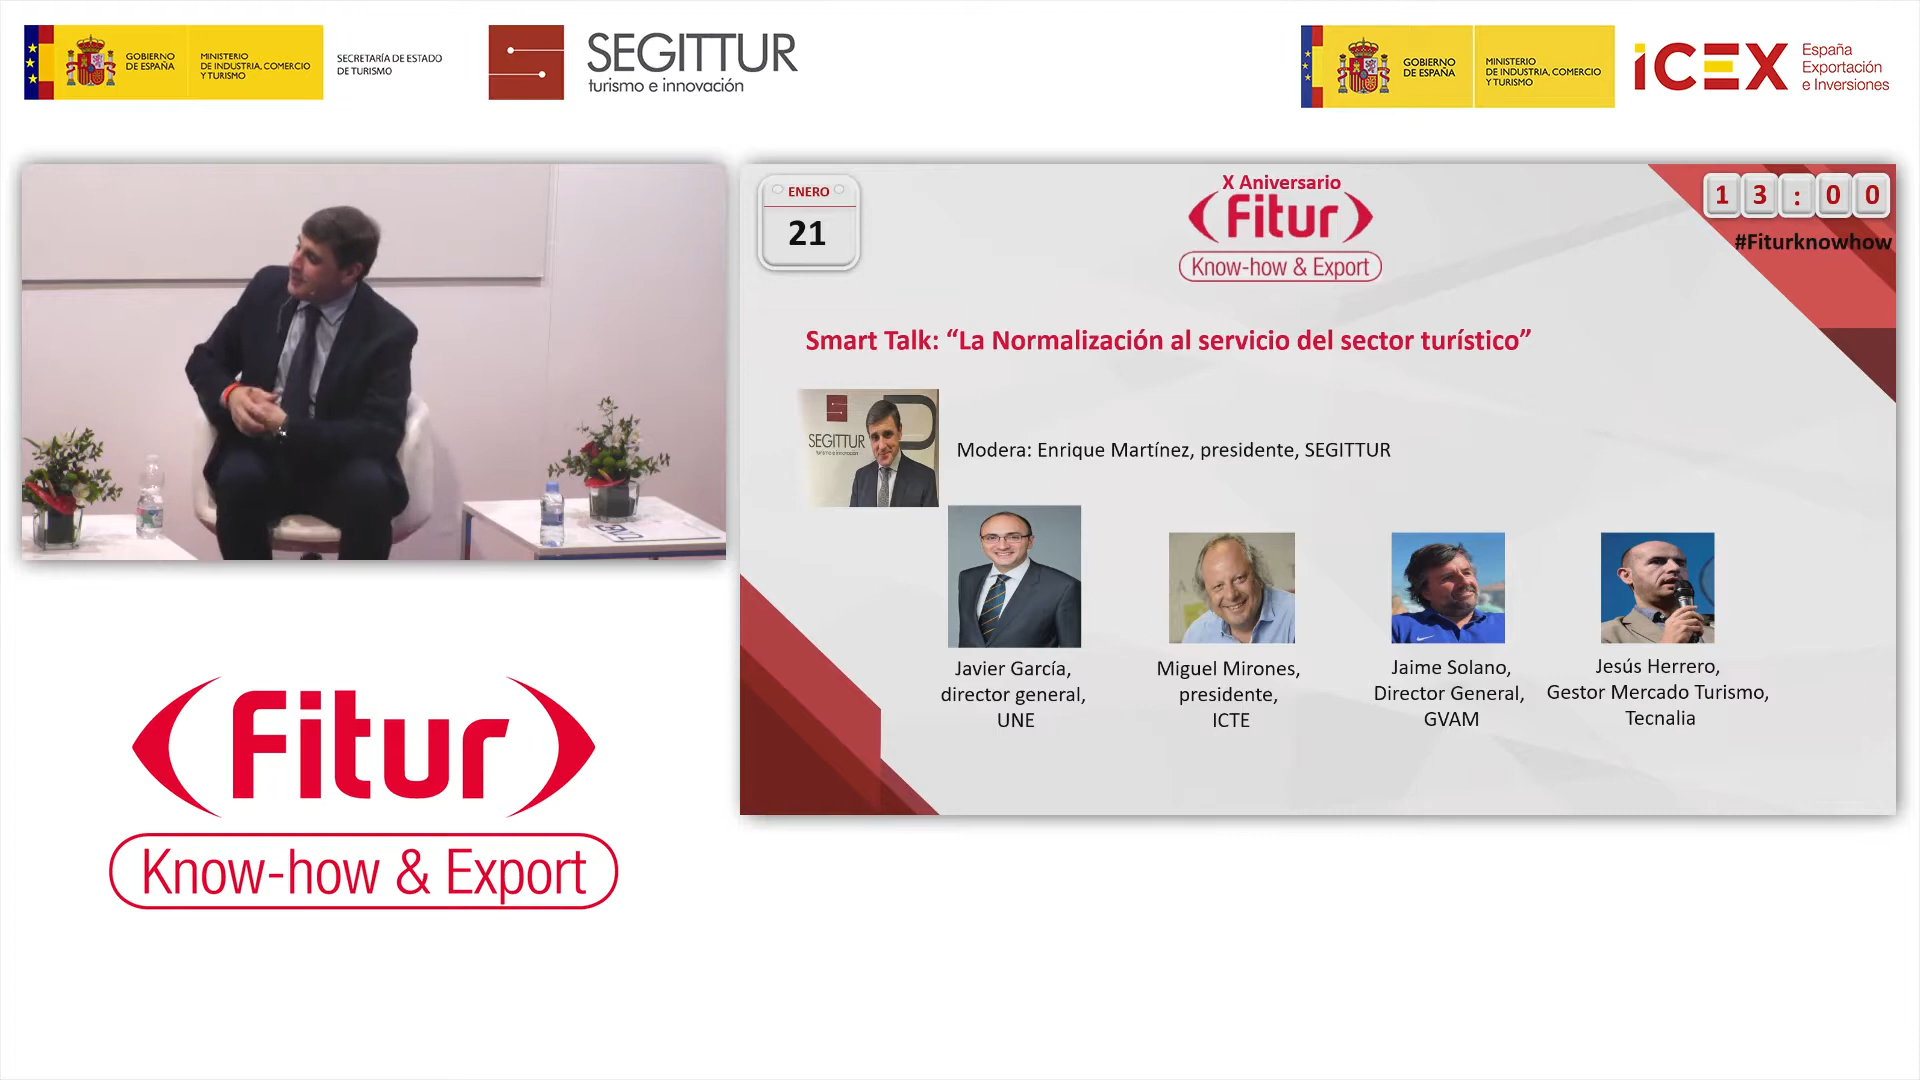 GOBIERNO
DE ESPAÑA
MINISTERIO
DE INDUSTRIA, COMERCIO
Y TURISMO
SECRETARÍA DE ESTADO
DE TURISMO
SEGITTUR
turismo e innovación
GOBIERNO
DE ESPAÑA
MINISTERIO
DE INDUSTRIA, COMERCIO
Y TURISMO
iCEX
España
Exportación
e Inversiones
ENERO
21
X Aniversario
Fitur
Know-how & Export
13:00
#Fiturknowhow
Smart Talk: “La Normalización al servicio del sector turístico”
SEGITTUR
turismo e innovación
Modera: Enrique Martínez, presidente, SEGITTUR
Javier García,
director general,
UNE
Miguel Mirones,
presidente,
ICTE
Jaime Solano,
Director General,
GVAM
Jesús Herrero,
Gestor Mercado Turismo,
Tecnalia
Fitur
Know-how & Export